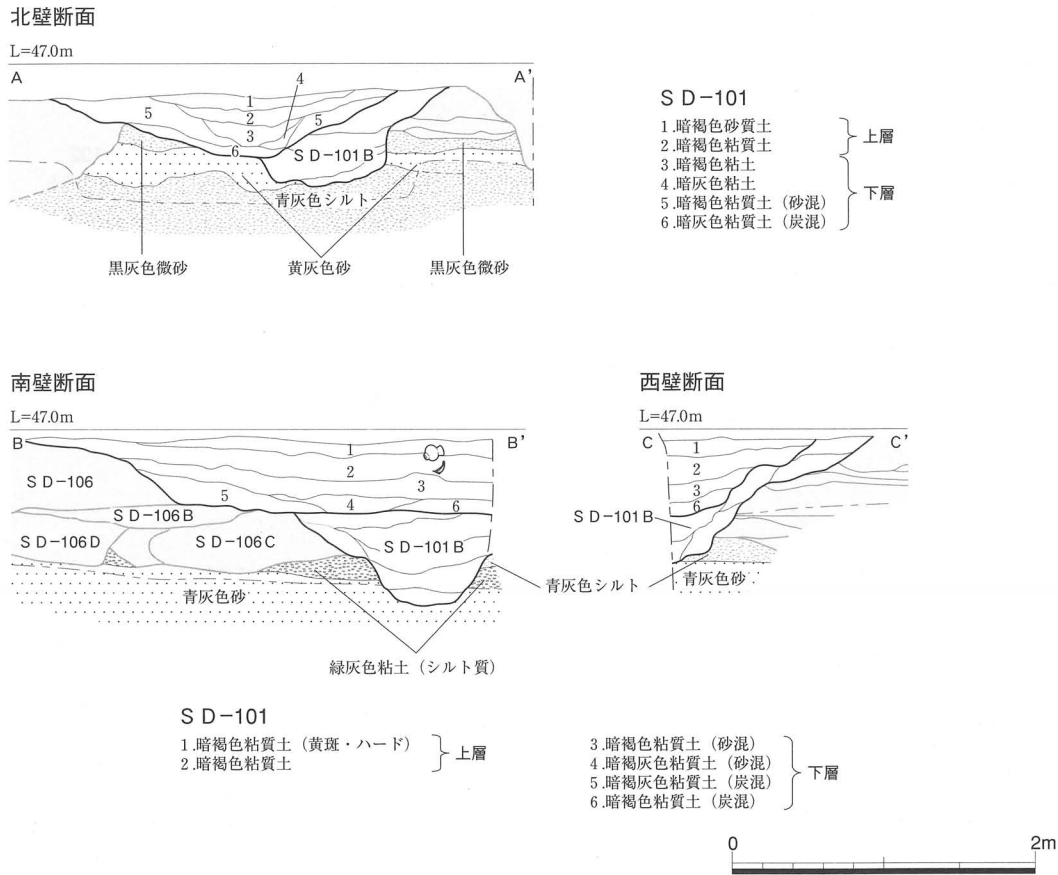 北壁断面
L=47.0m
A
A'
4
1
2
3
5
5
6
SD-101B
青灰色シルト
黒灰色微砂
黄灰色砂
黒灰色微砂
SD-101
1.暗褐色砂質土
2.暗褐色粘質土
上層
3.暗褐色粘土
4.暗灰色粘土
5.暗褐色粘質土（砂混）
6.暗灰色粘質土（炭混）
下層
南壁断面
L=47.0m
B
B'
1
2
3
4
5
6
SD-106
SD-106B
SD-106D
SD-106C
SD-101B
青灰色砂
緑灰色粘土（シルト質）
青灰色シルト
西壁断面
L=47.0m
C
C'
1
2
3
6
SD-101B
青灰色砂
SD-101
1.暗褐色粘質土（黄斑・ハード）
2.暗褐色粘質土
上層
3.暗褐色粘質土（砂混）
4.暗褐灰色粘質土（砂混）
5.暗褐灰色粘質土（炭混）
6.暗褐色粘質土（炭混）
下層
0
2m